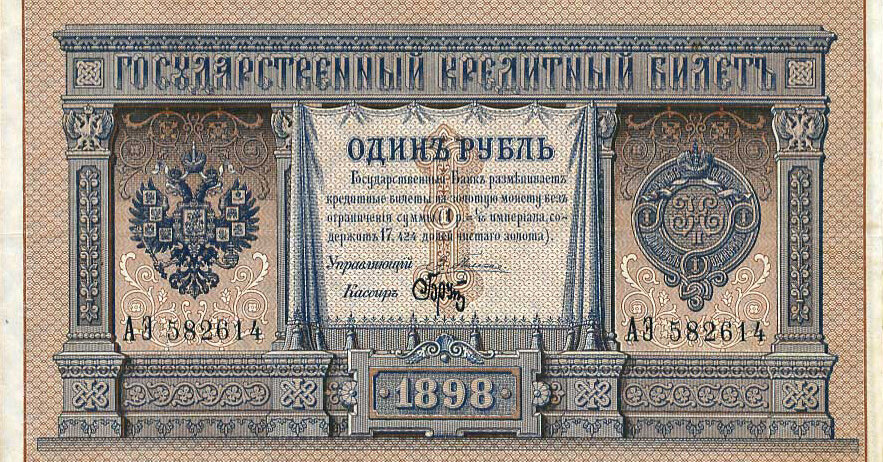 ГОСУДАРСТВЕННЫЙ КРЕДИТНЫЙ БИЛЕТЪ
ОДИНЪ РУБЛЬ
Государственный Банкъ размѣниваетъ
кредитные билеты на золотую монету безъ
ограниченія суммы (1 р. = 1/15 имперіала, со-
держитъ 17,424 долей чистаго золота).
Управляющій
Кассиръ
АЭ 582614
АЭ 582614
1898